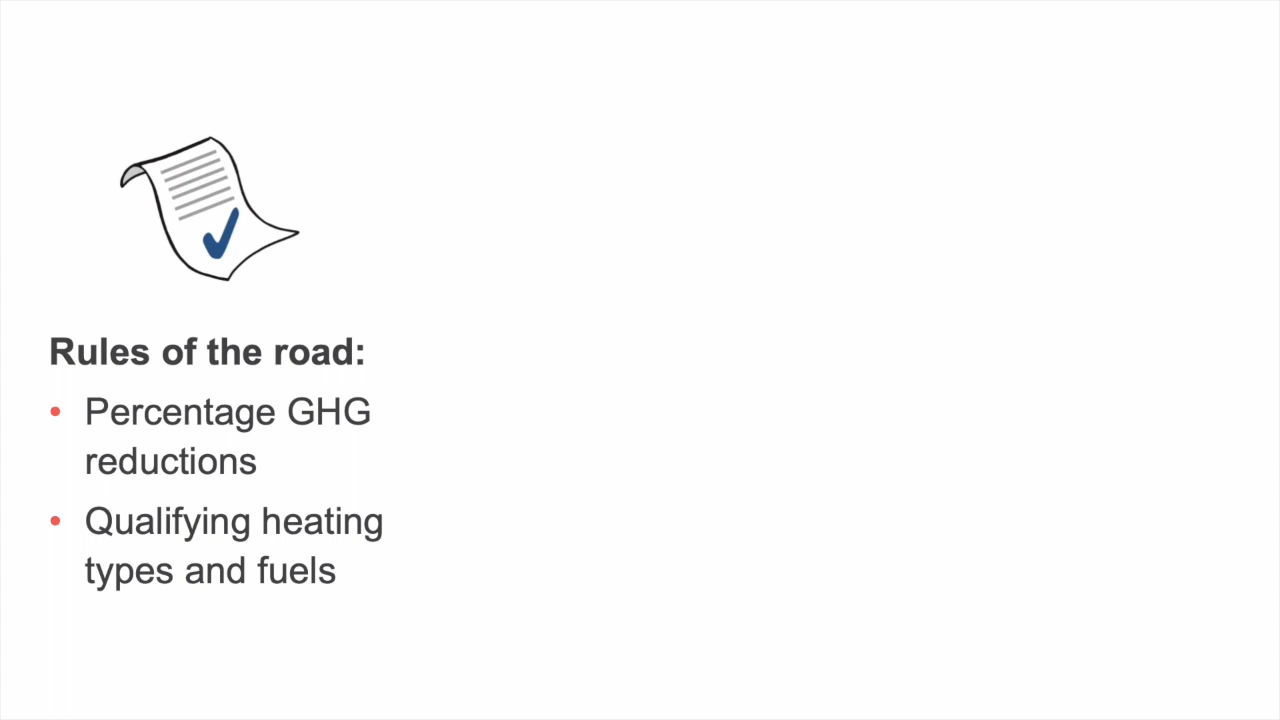 Rules of the road:
• Percentage GHG
reductions
• Qualifying heating
types and fuels